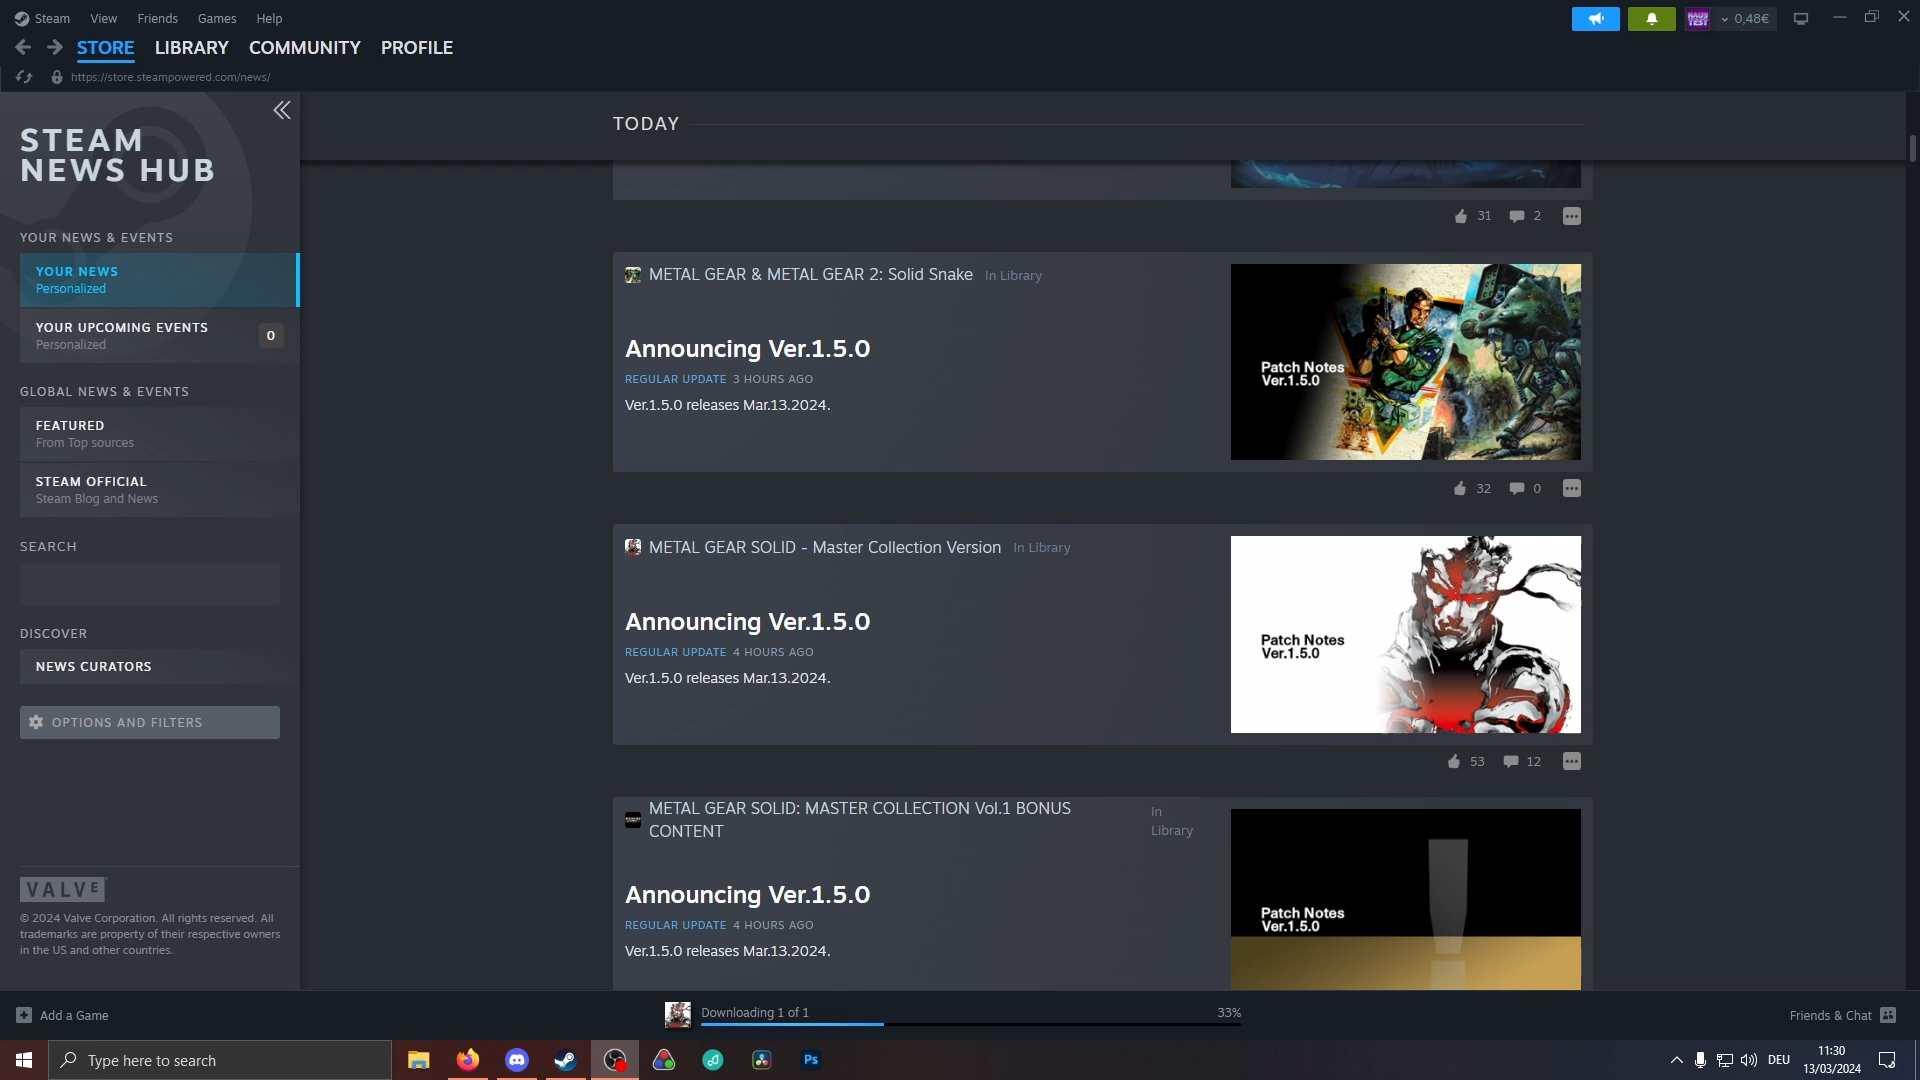 Steam View Friends Games Help
0,48€
STORE LIBRARY COMMUNITY PROFILE
https://store.steampowered.com/news/
STEAM
NEWS HUB
YOUR NEWS & EVENTS
YOUR NEWS
Personalized
YOUR UPCOMING EVENTS
Personalized
0
GLOBAL NEWS & EVENTS
FEATURED
From Top sources
STEAM OFFICIAL
Steam Blog and News
SEARCH
DISCOVER
NEWS CURATORS
OPTIONS AND FILTERS
VALVE
© 2024 Valve Corporation. All rights reserved. All
trademarks are property of their respective owners
in the US and other countries.
TODAY
31 2
METAL GEAR & METAL GEAR 2: Solid Snake In Library
Announcing Ver.1.5.0
REGULAR UPDATE 3 HOURS AGO
Ver.1.5.0 releases Mar.13.2024.
Patch Notes
Ver.1.5.0
32 0
METAL GEAR SOLID - Master Collection Version In Library
Announcing Ver.1.5.0
REGULAR UPDATE 4 HOURS AGO
Ver.1.5.0 releases Mar.13.2024.
Patch Notes
Ver.1.5.0
53 12
METAL GEAR SOLID: MASTER COLLECTION Vol.1 BONUS
CONTENT
In
Library
Announcing Ver.1.5.0
REGULAR UPDATE 4 HOURS AGO
Ver.1.5.0 releases Mar.13.2024.
Patch Notes
Ver.1.5.0
Add a Game
Downloading 1 of 1 33%
Friends & Chat
Type here to search
Ps
DEU
11:30
13/03/2024